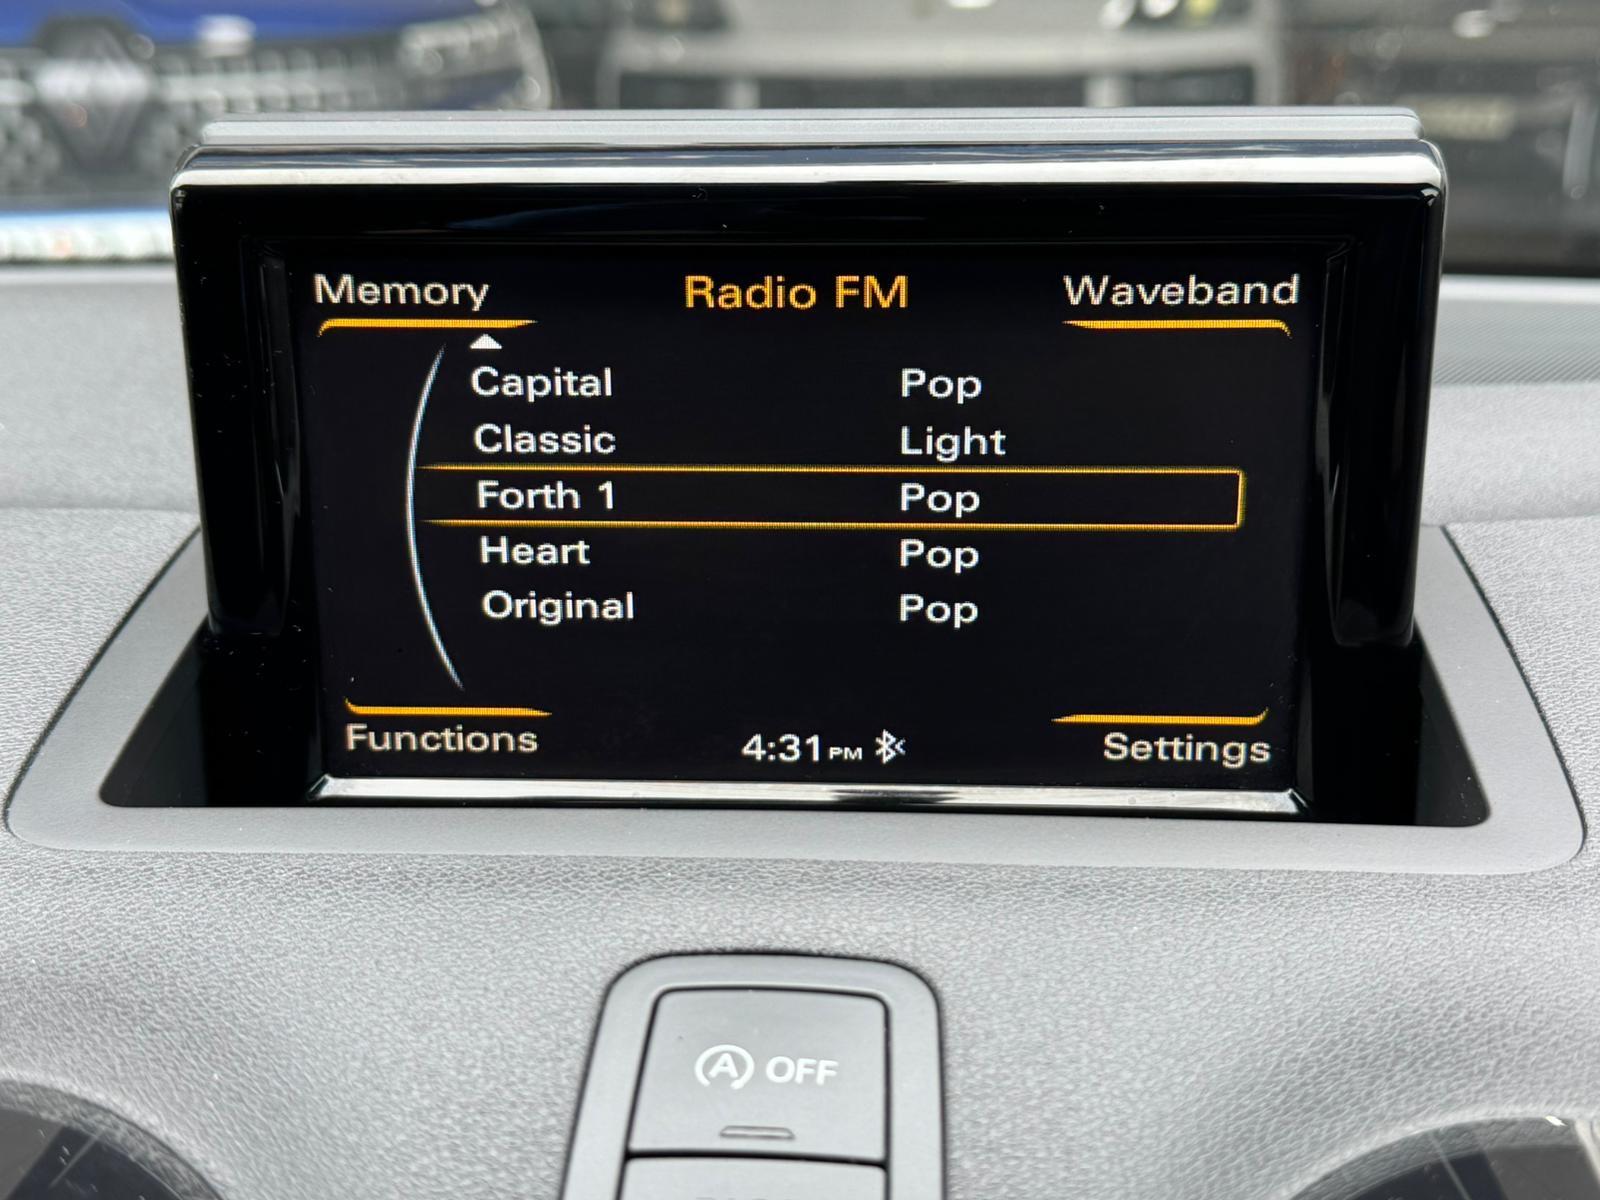 Memory Radio FM Waveband
Capital Pop
Classic Light
Forth 1 Pop
Heart Pop
Original Pop
Functions 4:31 PM Settings
A OFF